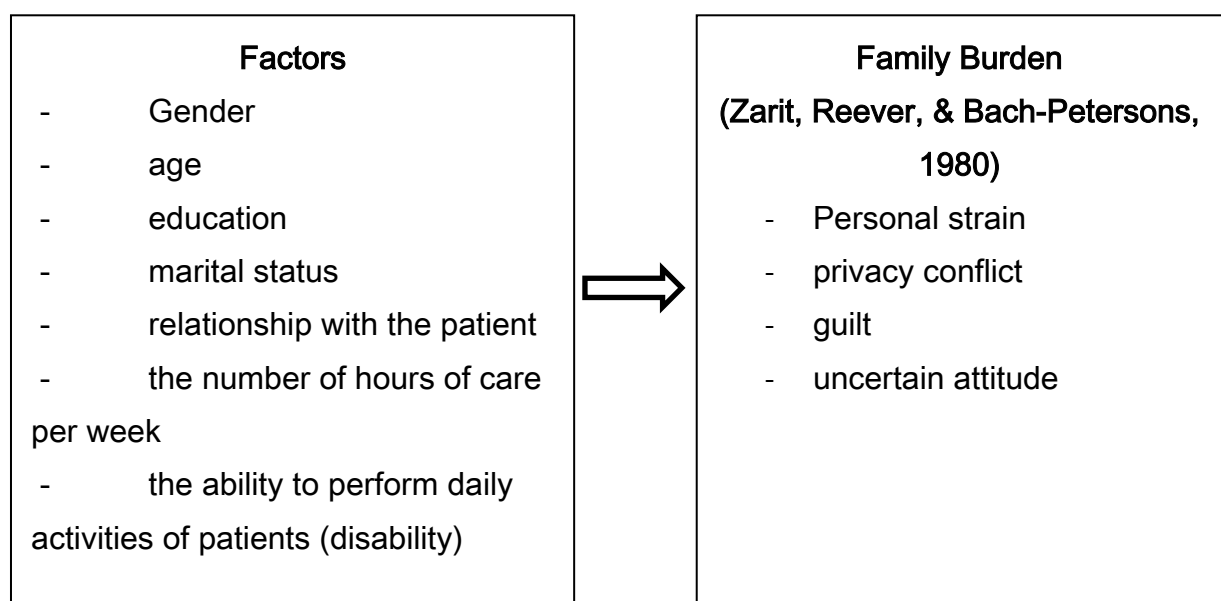 Factors
- Gender
- age
- education
- marital status
- relationship with the patient
- the number of hours of care
per week
- the ability to perform daily
activities of patients (disability)
Family Burden
(Zarit, Reever, & Bach-Petersons,
1980)
- Personal strain
- privacy conflict
- guilt
- uncertain attitude